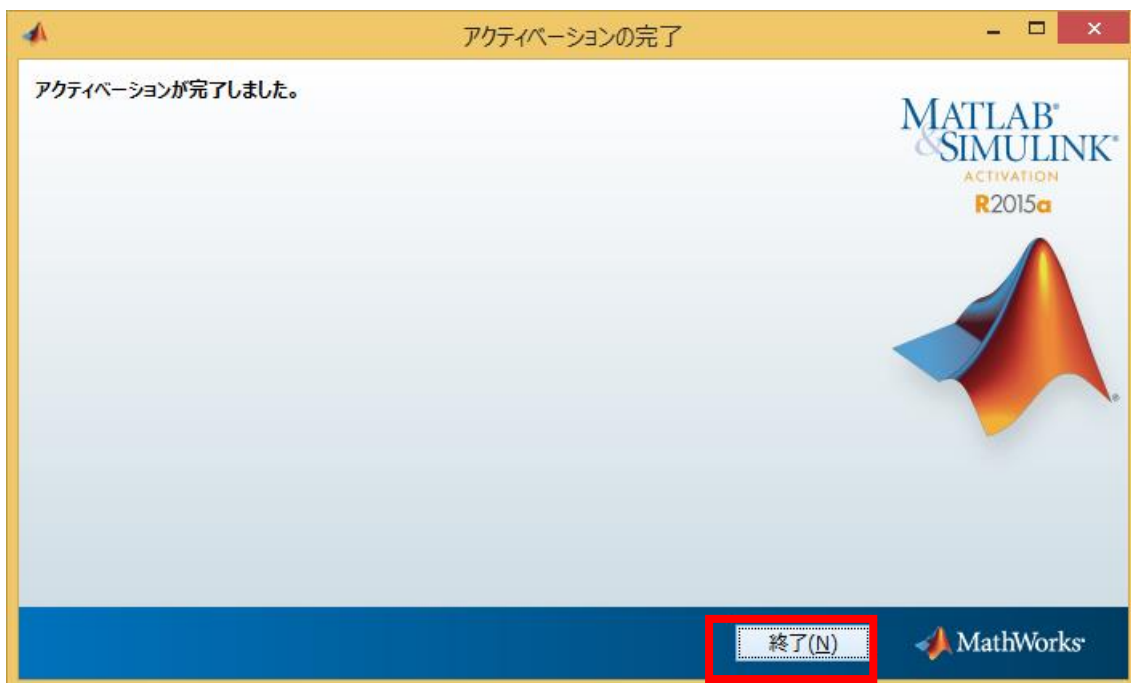 アクティベーションの完了
アクティベーションが完了しました。
MATLAB®
&SIMULINK®
ACTIVATION
R2015a
®
終了(N)
MathWorks®